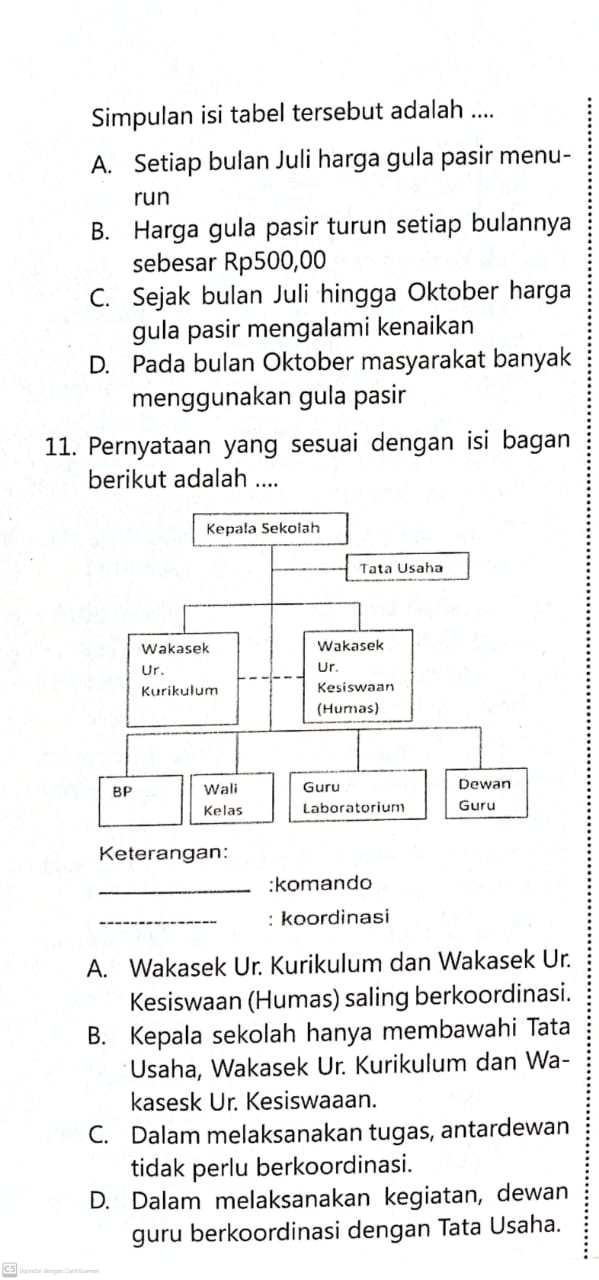 Simpulan isi tabel tersebut adalah ....
A. Setiap bulan Juli harga gula pasir menu-
run
B. Harga gula pasir turun setiap bulannya
sebesar Rp500,00
C. Sejak bulan Juli hingga Oktober harga
gula pasir mengalami kenaikan
D. Pada bulan Oktober masyarakat banyak
menggunakan gula pasir
11. Pernyataan yang sesuai dengan isi bagan
berikut adalah ....
Kepala Sekolah
Tata Usaha
Wakasek
Ur.
Kurikulum
Wakasek
Ur.
Kesiswaan
(Humas)
BP
Wali
Kelas
Guru
Laboratorium
Dewan
Guru
Keterangan:
:komando
: koordinasi
A. Wakasek Ur. Kurikulum dan Wakasek Ur.
Kesiswaan (Humas) saling berkoordinasi.
B. Kepala sekolah hanya membawahi Tata
Usaha, Wakasek Ur. Kurikulum dan Wa-
kasesk Ur. Kesiswaaan.
C. Dalam melaksanakan tugas, antardewan
tidak perlu berkoordinasi.
D. Dalam melaksanakan kegiatan, dewan
guru berkoordinasi dengan Tata Usaha.
CS Dipindai dengan CamScanner